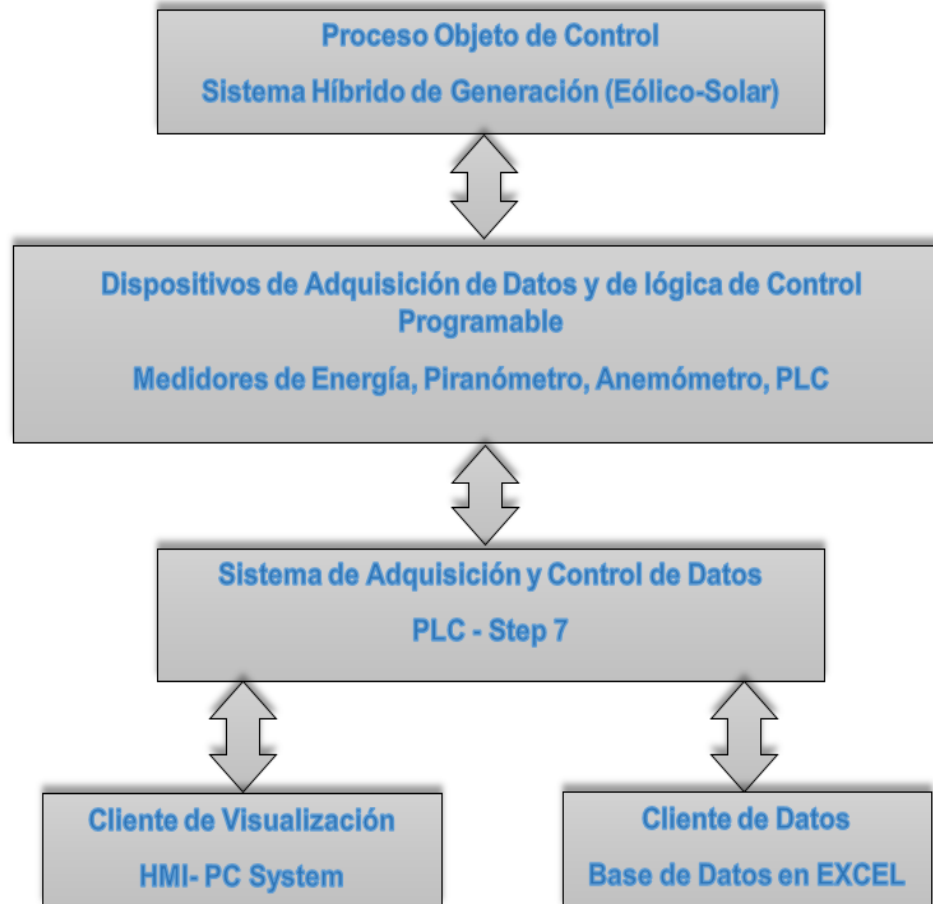 Proceso Objeto de Control
Sistema Híbrido de Generación (Eólico-Solar)
Dispositivos de Adquisición de Datos y de lógica de Control
Programable
Medidores de Energía, Piranómetro, Anemómetro, PLC
Sistema de Adquisición y Control de Datos
PLC - Step 7
Cliente de Visualización
HMI- PC System
Cliente de Datos
Base de Datos en EXCEL